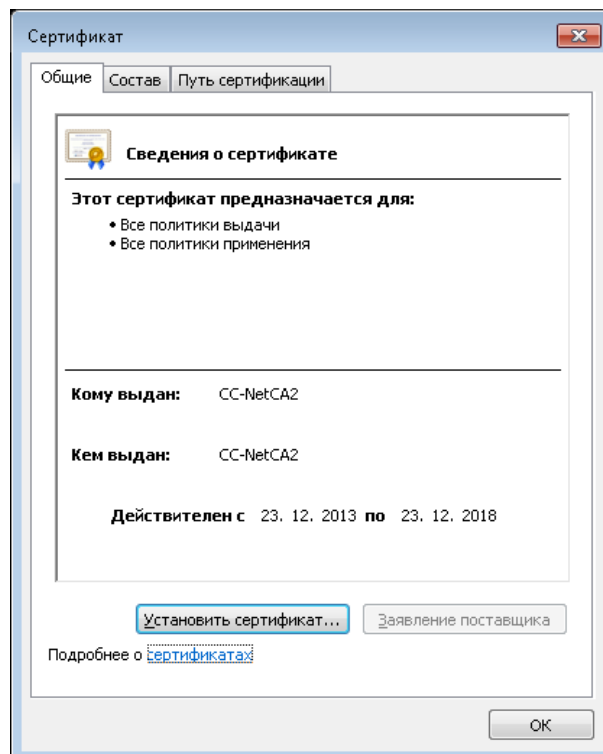 Сертификат
Общие Состав Путь сертификации
Сведения о сертификате
Этот сертификат предназначается для:
• Все политики выдачи
• Все политики применения
Кому выдан: CC-NetCA2
Кем выдан: CC-NetCA2
Действителен с 23. 12. 2013 по 23. 12. 2018
Установить сертификат... Заявление поставщика
Подробнее о сертификатах
ОК